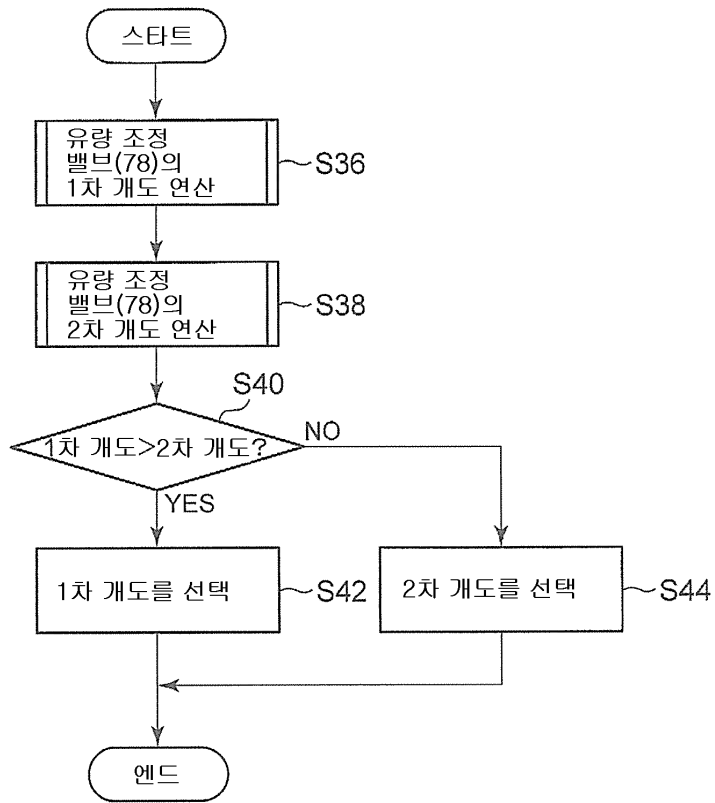 스타트
유량 조정
밸브(78)의
1차 개도 연산
S36
유량 조정
밸브(78)의
2차 개도 연산
S38
S40
1차 개도>2차 개도?
NO
YES
1차 개도를 선택
S42
2차 개도를 선택
S44
엔드